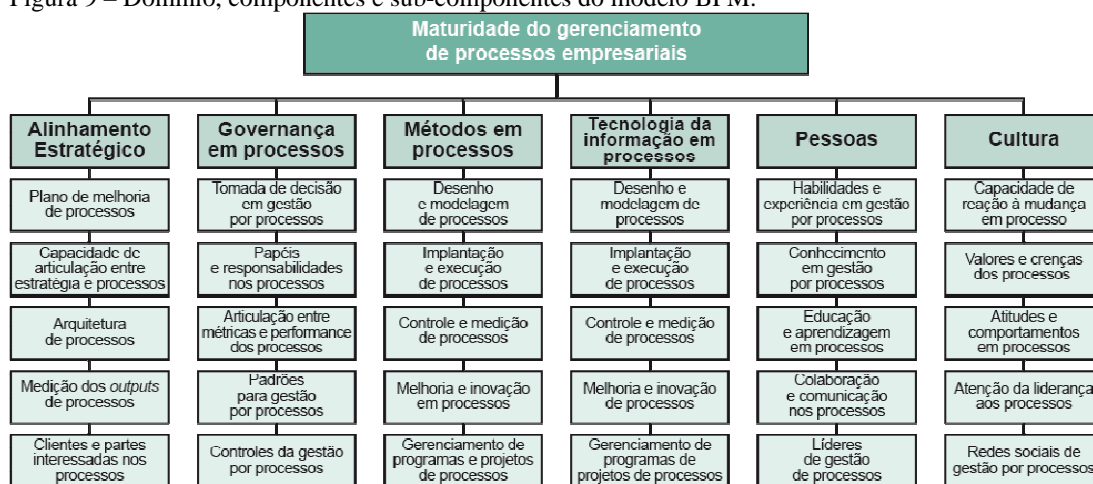 Figura 9 – Domínio, componentes e sub-componentes do modelo BPM.
Maturidade do gerenciamento
de processos empresariais
Alinhamento
Estratégico
Plano de melhoria
de processos
Capacidade de
articulação entre
estratégia e processos
Arquitetura
de processos
Medição dos outputs
de processos
Clientes e partes
interessadas nos
processos
Governança
em processos
Tomada de decisão
em gestão
por processos
Papéis
e responsabilidades
nos processos
Articulação entre
métricas e performance
dos processos
Padrões
para gestão
por processos
Controles da gestão
por processos
Métodos em
processos
Desenho
e modelagem
de processos
Implantação
e execução
de processos
Controle e medição
de processos
Melhoria e inovação
em processos
Gerenciamento de
programas e projetos
de processos
Tecnologia da
informação em
processos
Desenho e
modelagem de
processos
Implantação
e execução
de processos
Controle e medição
de processos
Melhoria e inovação
de processos
Gerenciamento de
programas de
projetos de processos
Pessoas
Habilidades e
experiência em gestão
por processos
Conhecimento
em gestão
por processos
Educação
e aprendizagem
em processos
Colaboração
e comunicação
nos processos
Líderes
de gestão
de processos
Cultura
Capacidade de
reação à mudança
em processo
Valores e crenças
dos processos
Atitudes e
comportamentos
em processos
Atenção da liderança
aos processos
Redes sociais de
gestão por processos